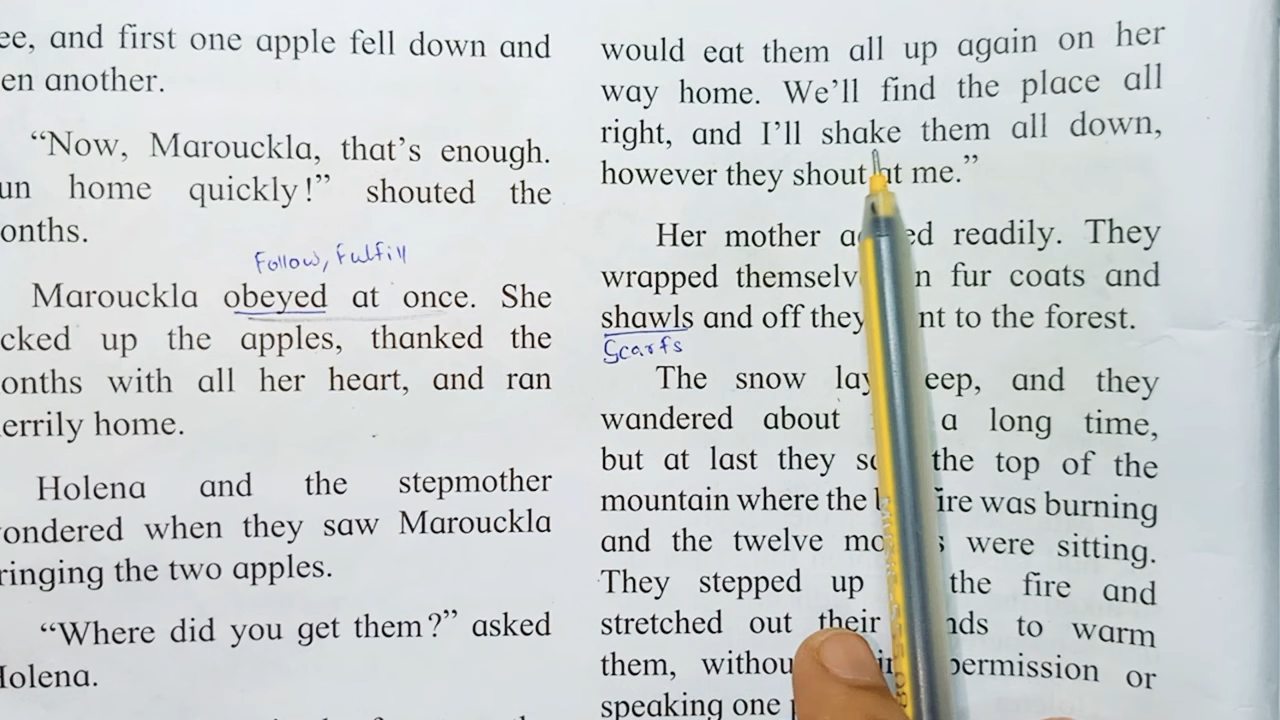 ee, and first one apple fell down and
en another.
“Now, Marouckla, that’s enough.
un home quickly!” shouted the
onths.
Follow, Fulfill
Marouckla obeyed at once. She
cked up the apples, thanked the
onths with all her heart, and ran
errily home.
Holena and the stepmother
ondered when they saw Marouckla
ringing the two apples.
“Where did you get them?” asked
Holena.
would eat them all up again on her
way home. We’ll find the place all
right, and I’ll shake them all down,
however they shout at me.”
Her mother readily. They
wrapped themselv n fur coats and
shawls and off they nt to the forest.
Scarfs
The snow lay eep, and they
wandered about a long time,
but at last they the top of the
mountain where the ire was burning
and the twelve mo s were sitting.
They stepped up the fire and
stretched out their nds to warm
them, withou permission or
speaking one